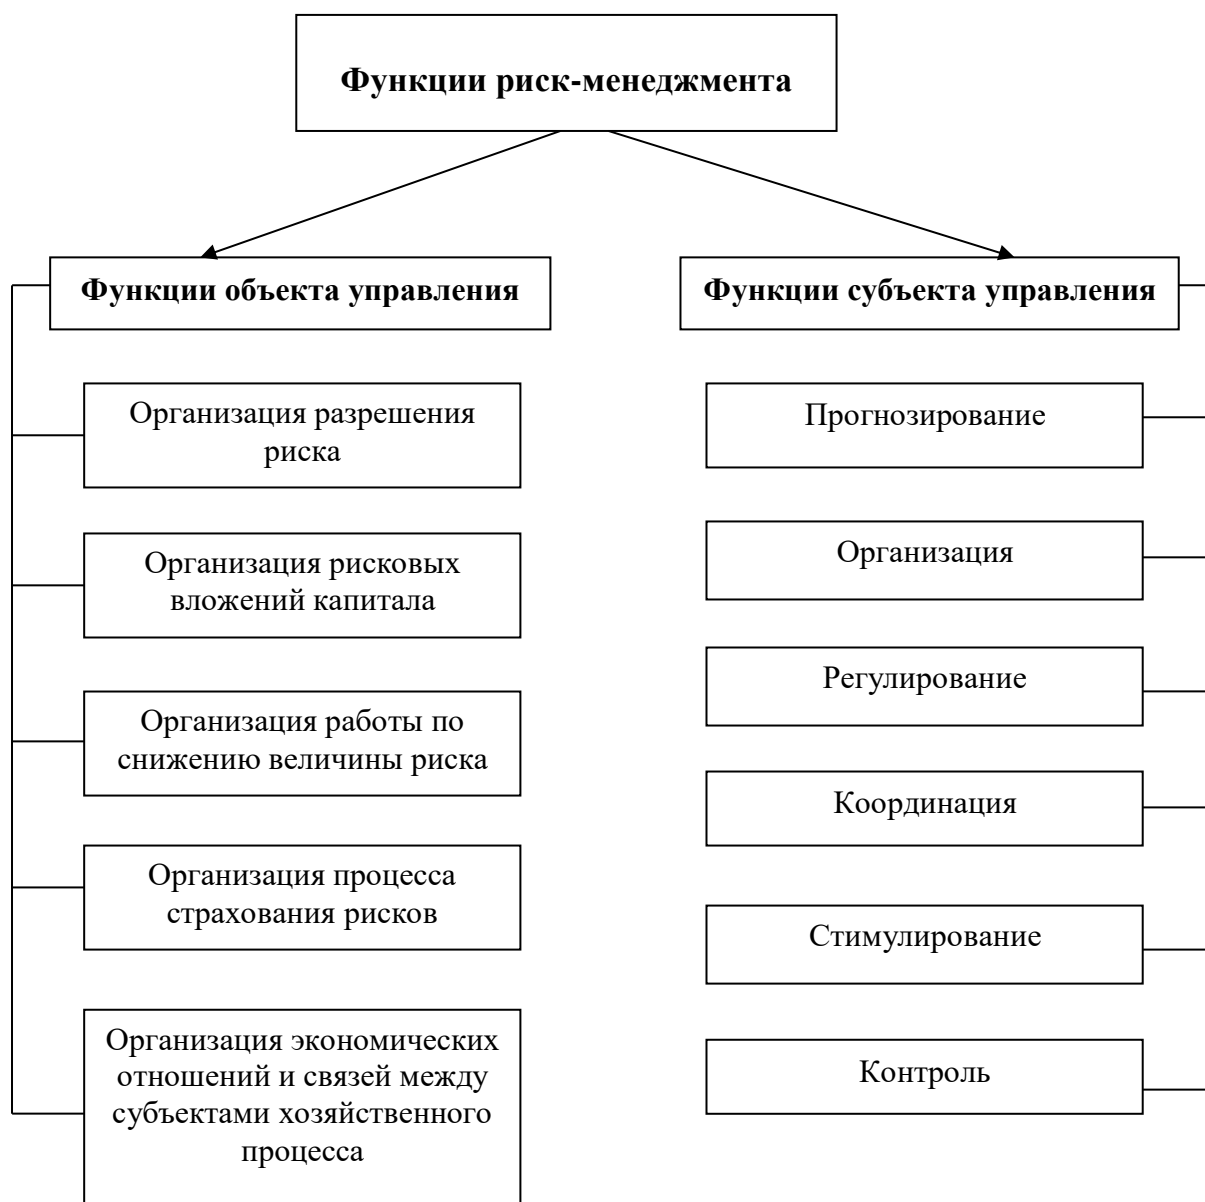 Функции риск-менеджмента
Функции объекта управления
Организация разрешения
риска
Организация рисковых
вложений капитала
Организация работы по
снижению величины риска
Организация процесса
страхования рисков
Организация экономических
отношений и связей между
субъектами хозяйственного
процесса
Функции субъекта управления
Прогнозирование
Организация
Регулирование
Координация
Стимулирование
Контроль